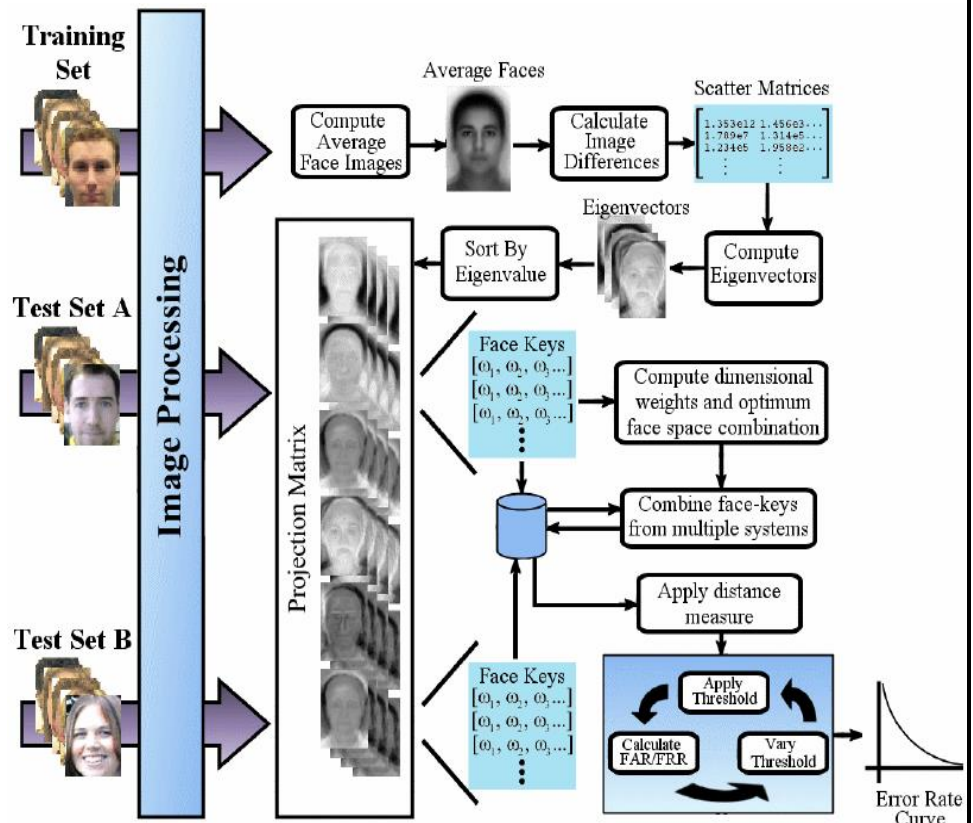 Training
Set
Image Processing
Compute
Average
Face Images
Average Faces
Calculate
Image
Differences
Scatter Matrices
1.353e12 1.456e3...
1.789e7 1.314e5...
1.234e5 1.958e2...
⋮ ⋮
Compute
Eigenvectors
Eigenvectors
Sort By
Eigenvalue
Projection Matrix
Test Set A
Face Keys
[ω₁, ω₂, ω₃...]
[ω₁, ω₂, ω₃...]
[ω₁, ω₂, ω₃...]
⋮
Compute dimensional
weights and optimum
face space combination
Combine face-keys
from multiple systems
Apply distance
measure
Test Set B
Face Keys
[ω₁, ω₂, ω₃...]
[ω₁, ω₂, ω₃...]
[ω₁, ω₂, ω₃...]
⋮
Apply
Threshold
Calculate
FAR/FRR
Vary
Threshold
Error Rate
Curve